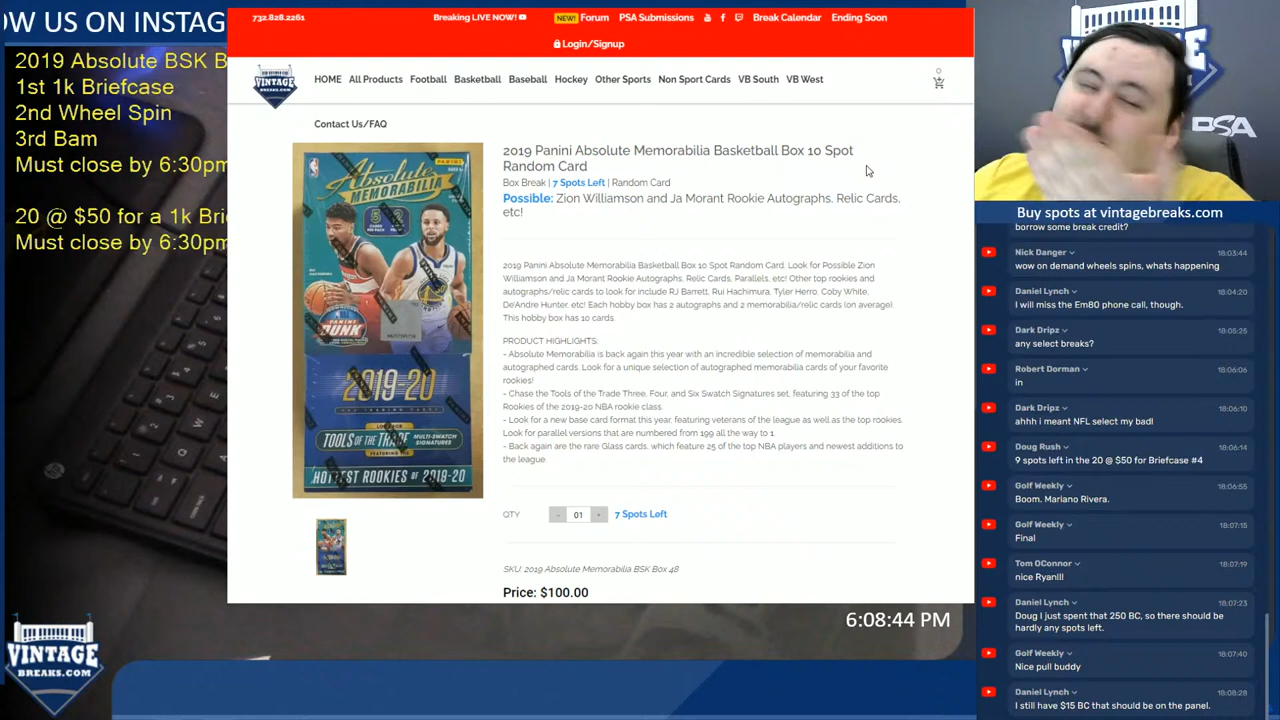 OW US ON INSTAG
2019 Absolute BSK B
1st 1k Briefcase
2nd Wheel Spin
3rd Bam
Must close by 6:30pm
20 @ $50 for a 1k Bri
Must close by 6:30pm
732.828.2261
Breaking LIVE NOW!
NEW! Forum
PSA Submissions
Break Calendar
Ending Soon
Login/Signup
VINTAGE
BREAKS.COM
HOME
All Products
Football
Basketball
Baseball
Hockey
Other Sports
Non Sport Cards
VB South
VB West
0
Contact Us/FAQ
PANINI
Absolute
MEMORABILIA
5 2
PANINI
DUNK
2019-20
NBA TRADING CARDS
TOOLS OF THE TRADE
MULTI-SWATCH
SIGNATURES
HOTTEST ROOKIES OF 2019-20
2019 Panini Absolute Memorabilia Basketball Box 10 Spot
Random Card
Box Break | 7 Spots Left | Random Card
Possible: Zion Williamson and Ja Morant Rookie Autographs, Relic Cards,
etc!
2019 Panini Absolute Memorabilia Basketball Box 10 Spot Random Card. Look for Possible Zion
Williamson and Ja Morant Rookie Autographs, Relic Cards, Parallels, etc! Other top rookies and
autographs/relic cards to look for include RJ Barrett, Rui Hachimura, Tyler Herro, Coby White,
De'Andre Hunter, etc! Each hobby box has 2 autographs and 2 memorabilia/relic cards (on average).
This hobby box has 10 cards.
PRODUCT HIGHLIGHTS:
- Absolute Memorabilia is back again this year with an incredible selection of memorabilia and
autographed cards. Look for a unique selection of autographed memorabilia cards of your favorite
rookies!
- Chase the Tools of the Trade Three, Four, and Six Swatch Signatures set, featuring 33 of the top
Rookies of the 2019-20 NBA rookie class.
- Look for a new base card format this year, featuring veterans of the league as well as the top rookies.
Look for parallel versions that are numbered from 199 all the way to 1.
- Back again are the rare Glass cards, which feature 25 of the top NBA players and newest additions to
the league.
QTY
- 01 +
7 Spots Left
SKU: 2019 Absolute Memorabilia BSK Box 48
Price: $100.00
6:08:44 PM
VINTAGE
BREAKS.COM
PSA
Buy spots at vintagebreaks.com
borrow some break credit?
Nick Danger 18:03:44
wow on demand wheels spins, whats happening
Daniel Lynch 18:04:20
I will miss the Em80 phone call, though.
Dark Dripz 18:05:25
any select breaks?
Robert Dorman 18:06:06
in
Dark Dripz 18:06:10
ahhh i meant NFL select my bad!
Doug Rush 18:06:14
9 spots left in the 20 @ $50 for Briefcase #4
Golf Weekly 18:06:55
Boom. Mariano Rivera.
Golf Weekly 18:07:15
Final
Tom OConnor 18:07:19
nice Ryan!!!
Daniel Lynch 18:07:23
Doug I just spent that 250 BC, so there should be
hardly any spots left.
Golf Weekly 18:07:40
Nice pull buddy
Daniel Lynch 18:08:28
I still have $15 BC that should be on the panel.